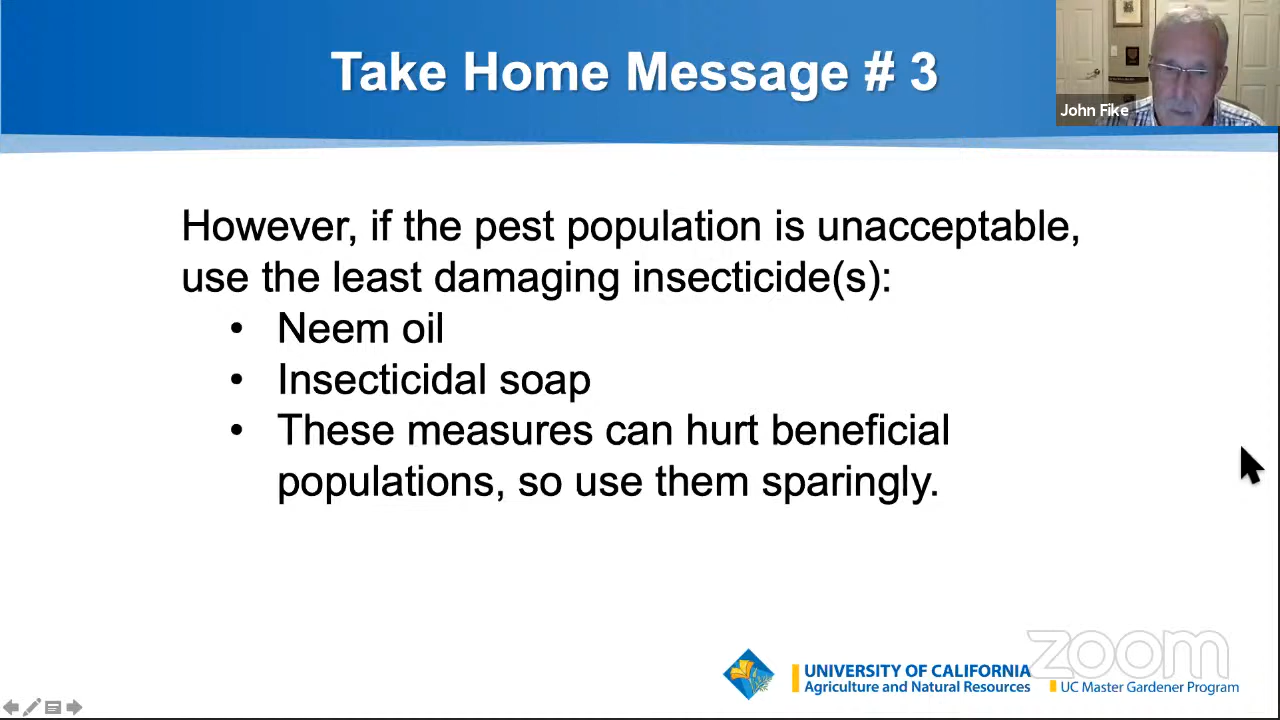 Take Home Message # 3
John Fike
However, if the pest population is unacceptable,
use the least damaging insecticide(s):
• Neem oil
• Insecticidal soap
• These measures can hurt beneficial
populations, so use them sparingly.
zoom
UNIVERSITY OF CALIFORNIA
Agriculture and Natural Resources
UC Master Gardener Program